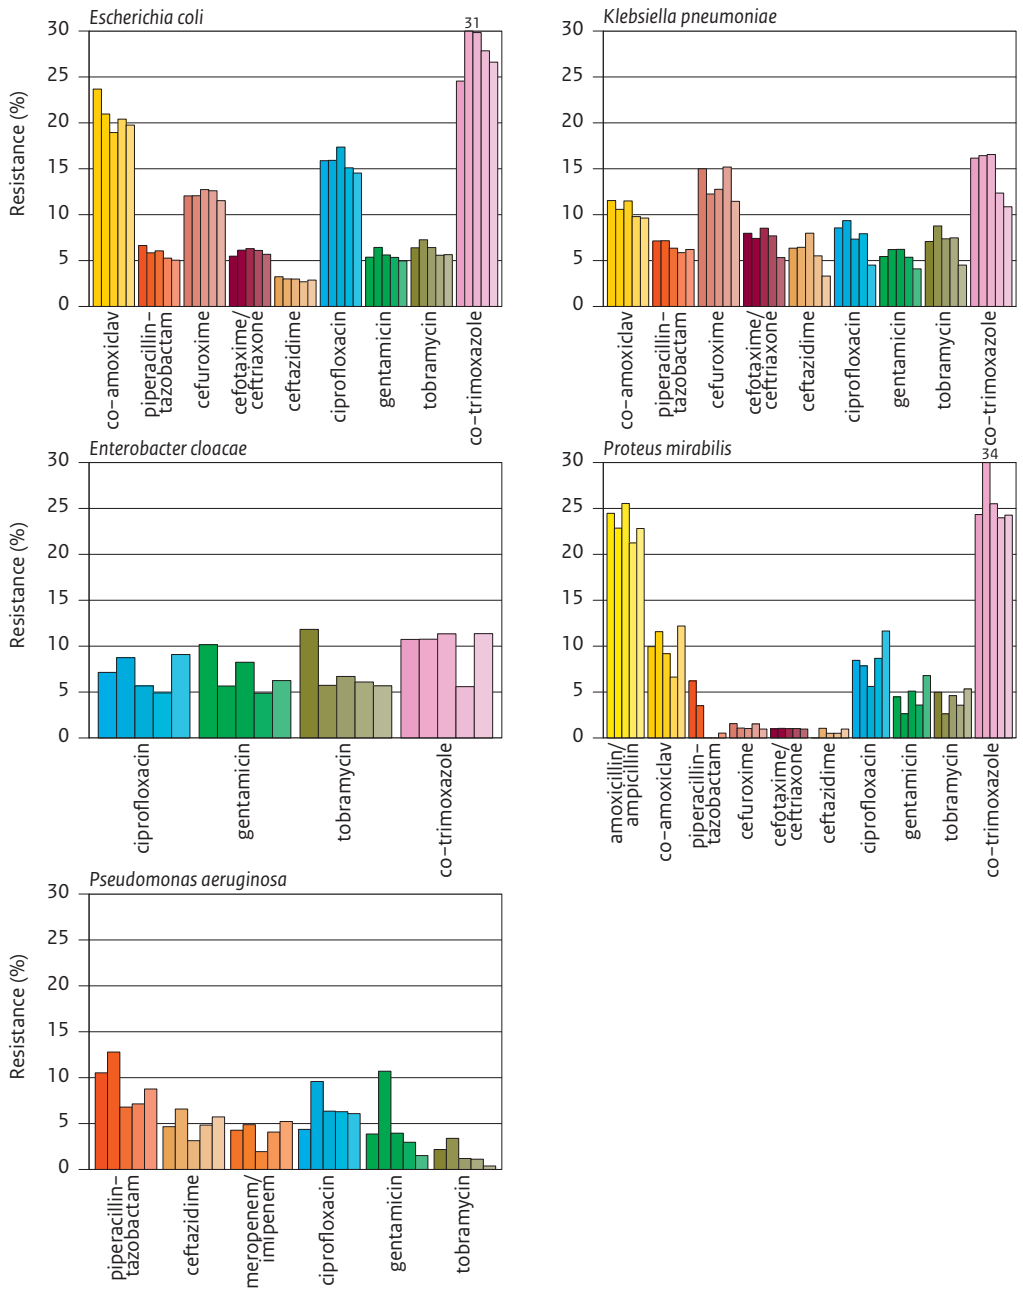 Escherichia coli
31
Resistance (%)
30
25
20
15
10
5
0
co-amoxiclav
piperacillin-
tazobactam
cefuroxime
cefotaxime/
ceftriaxone
ceftazidime
ciprofloxacin
gentamicin
tobramycin
co-trimoxazole
Klebsiella pneumoniae
30
25
20
15
10
5
0
co-amoxiclav
piperacillin-
tazobactam
cefuroxime
cefotaxime/
ceftriaxone
ceftazidime
ciprofloxacin
gentamicin
tobramycin
co-trimoxazole
Enterobacter cloacae
Resistance (%)
30
25
20
15
10
5
0
ciprofloxacin
gentamicin
tobramycin
co-trimoxazole
Proteus mirabilis
34
30
25
20
15
10
5
0
amoxicillin/
ampicillin
co-amoxiclav
piperacillin-
tazobactam
cefuroxime
cefotaxime/
ceftriaxone
ceftazidime
ciprofloxacin
gentamicin
tobramycin
co-trimoxazole
Pseudomonas aeruginosa
Resistance (%)
30
25
20
15
10
5
0
piperacillin-
tazobactam
ceftazidime
meropenem/
imipenem
ciprofloxacin
gentamicin
tobramycin